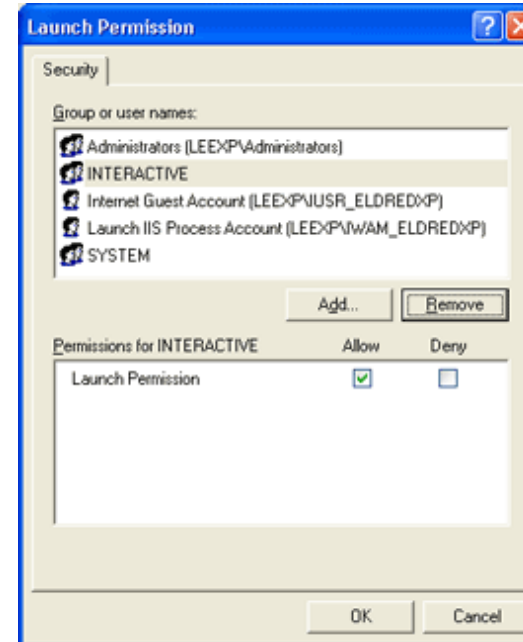 Launch Permission
Security
Group or user names:
Administrators (LEEXP\Administrators)
INTERACTIVE
Internet Guest Account (LEEXP\IUSR_ELDREDXP)
Launch IIS Process Account (LEEXP\IWAM_ELDREDXP)
SYSTEM
Add... Remove
Permissions for INTERACTIVE Allow Deny
Launch Permission
OK Cancel